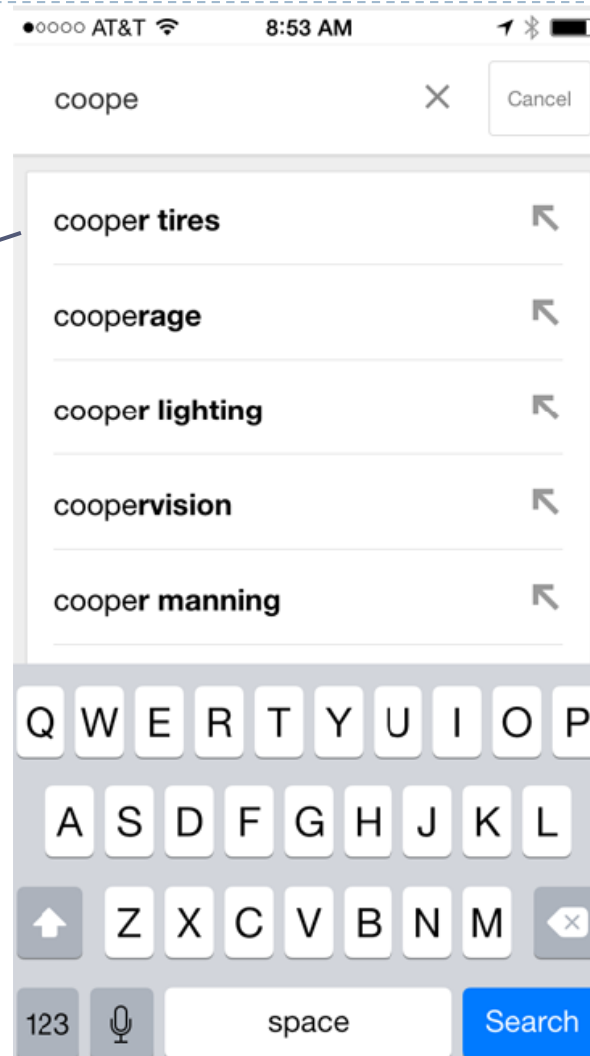 AT&T 8:53 AM
coope Cancel
cooper tires
cooperage
cooper lighting
coopervision
cooper manning
Q W E R T Y U I O P
A S D F G H J K L
Z X C V B N M
123 space Search